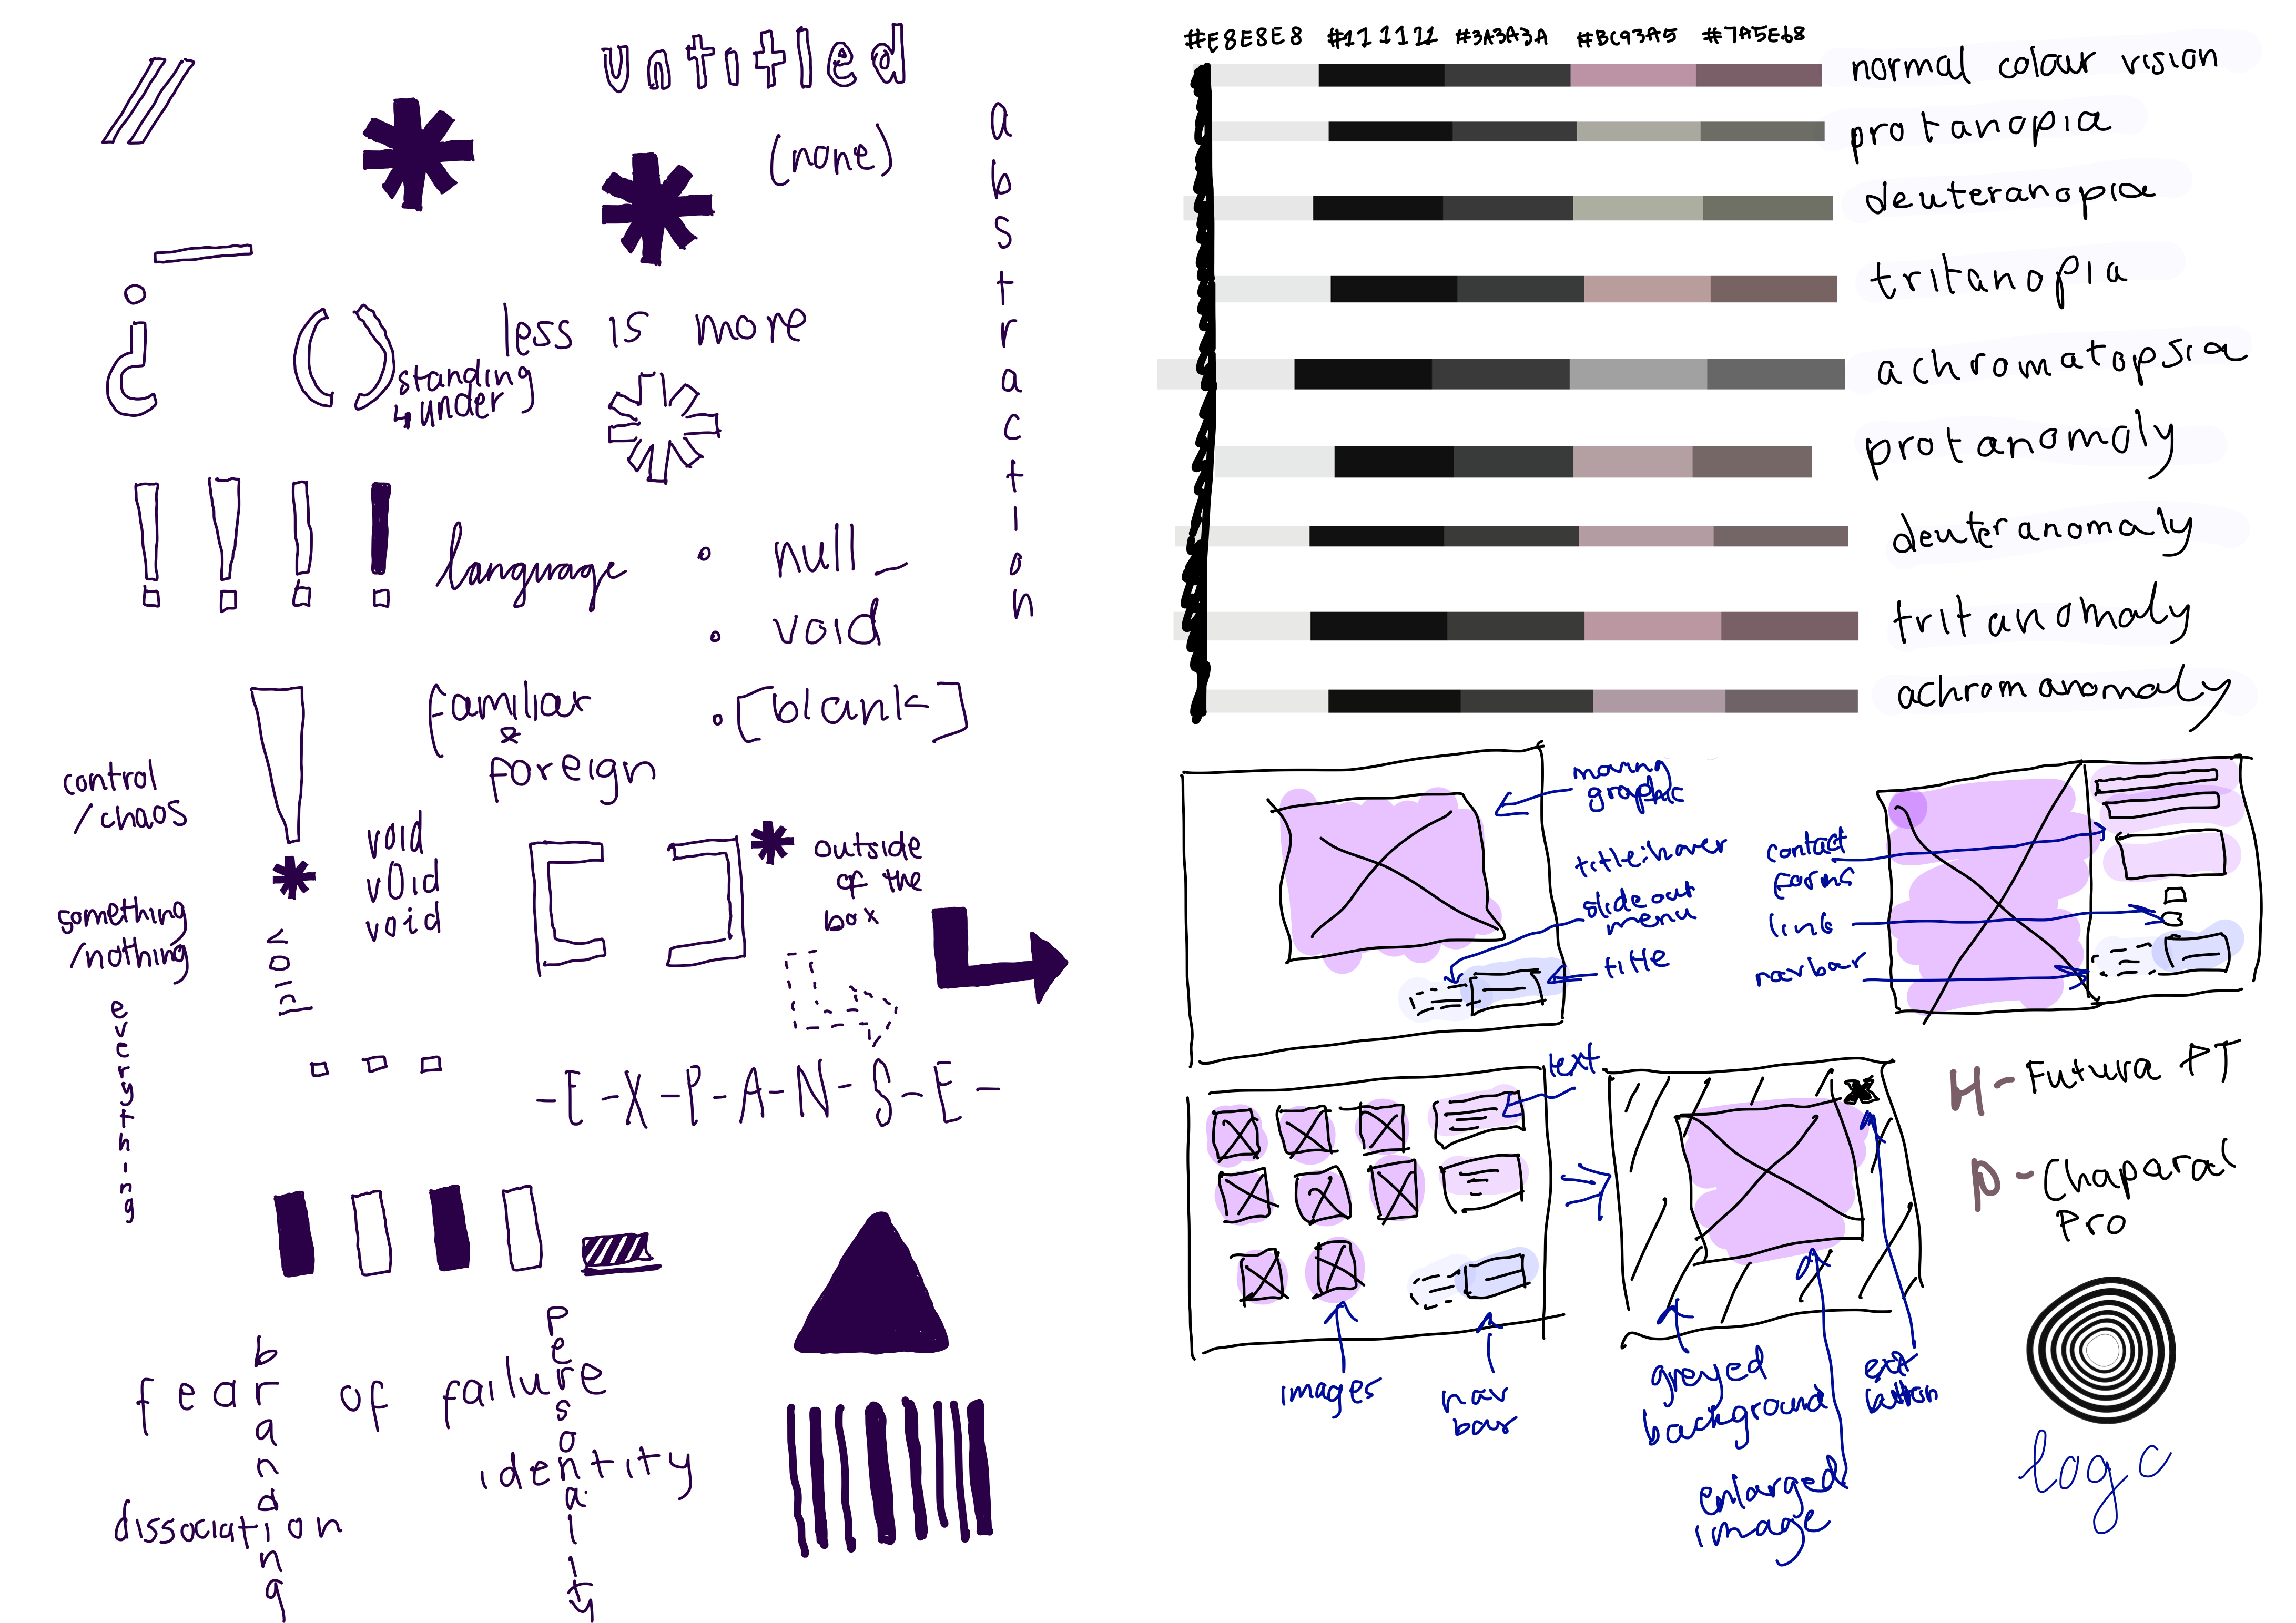 untitled
(none)
abstraction
less is more
standing
↳ under
language
• null_
• void
• [blank]
familiar
&
foreign
control
/chaos
void
void
void
outside
of the
box
something
/nothing
void
everything
-E-X-P-A-N-S-E-
fear of failure
branding
personality
identity
dissociation
#E8E8E8 #111111 #3A3A3A #BC93A5 #7A5E68
normal colour vision
protanopia
deuteranopia
tritanopia
achromatopsia
protanomoly
deuteranomaly
tritanomaly
achromanomaly
moving
graphic
title:hover
slide out
menu
title
contact
forms
link
navbar
text
images
nav
bar
greyed
background
exit
button
enlarged
image
H - Futura PT
P - Chaparal
Pro
logo